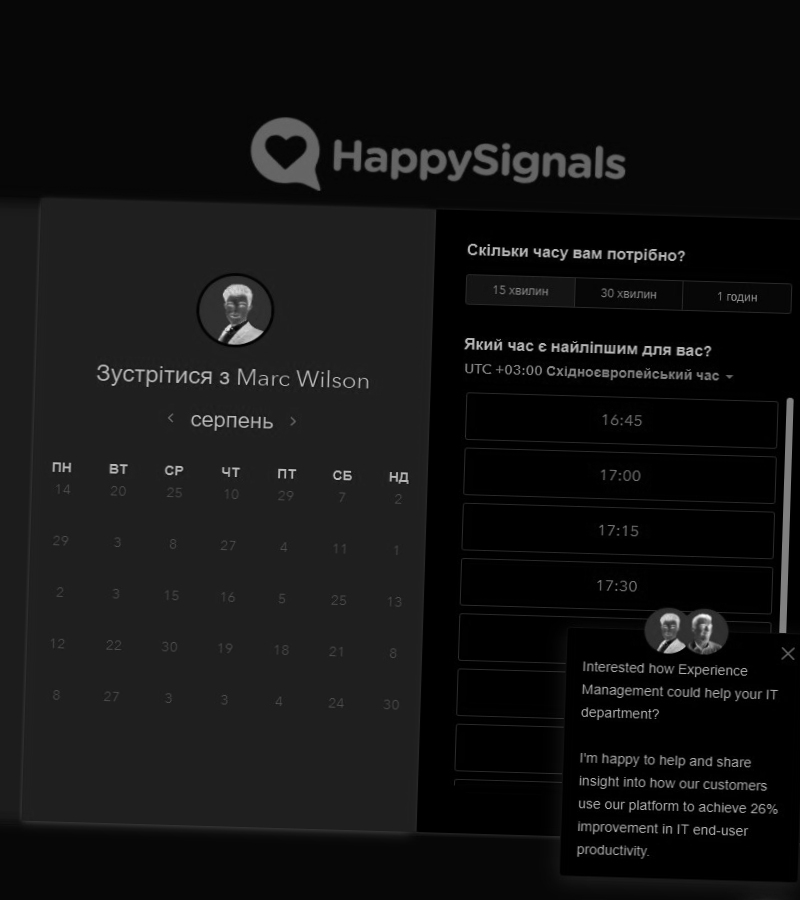 HappySignals
Зустрітися з Marc Wilson
серпень
ПН ВТ СР ЧТ ПТ СБ НД
14 20 25 10 29 7 2
29 3 8 27 4 11 1
2 3 15 16 5 25 13
12 22 30 19 18 21 8
8 27 3 3 4 24 30
Скільки часу вам потрібно?
15 хвилин 30 хвилин 1 годин
Який час є найліпшим для вас?
UTC +03:00 Східноєвропейський час
16:45
17:00
17:15
17:30
Interested how Experience
Management could help your IT
department?
I'm happy to help and share
insight into how our customers
use our platform to achieve 26%
improvement in IT end-user
productivity.